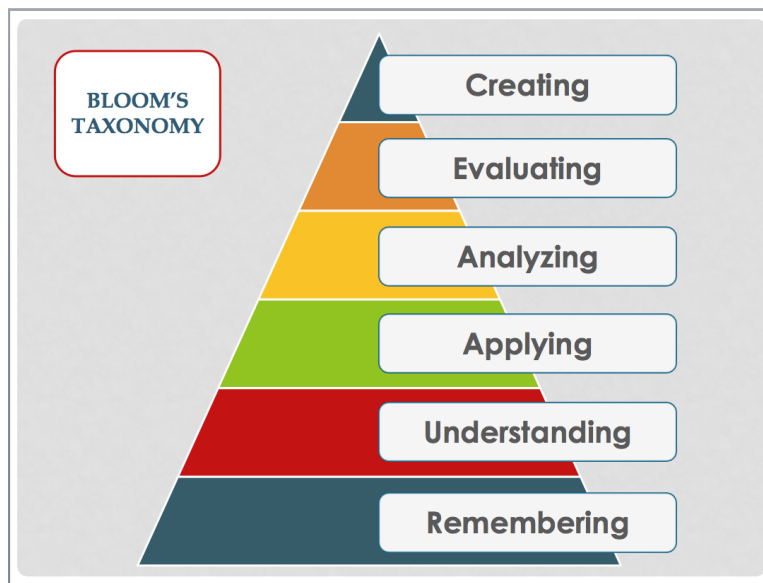 BLOOM'S
TAXONOMY
Creating
Evaluating
Analyzing
Applying
Understanding
Remembering